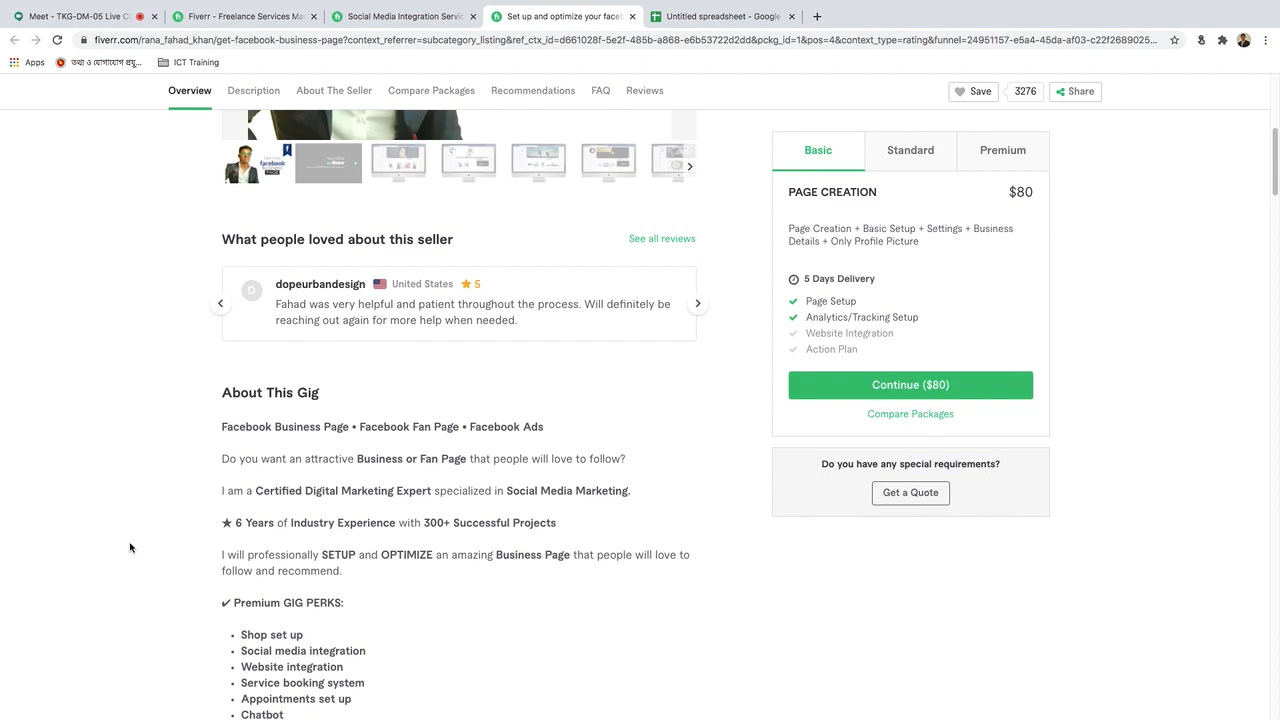 Meet - TKG-DM-05 Live C
Fiverr - Freelance Services Ma
Social Media Integration Servic
Set up and optimize your faceb
Untitled spreadsheet - Google
fiverr.com/rana_fahad_khan/get-facebook-business-page?context_referrer=subcategory_listing&ref_ctx_id=d661028f-5e2f-485b-a868-e6b53722d2dd&pckg_id=1&pos=4&context_type=rating&funnel=24951157-e5a4-45da-af03-c22f2689025...
Apps
তথ্য ও যোগাযোগ প্রযু...
ICT Training
Overview
Description
About The Seller
Compare Packages
Recommendations
FAQ
Reviews
Save
3276
Share
facebook
BUSINESS
PAGE
What people loved about this seller
See all reviews
D
dopeurbandesign
United States
5
Fahad was very helpful and patient throughout the process. Will definitely be
reaching out again for more help when needed.
About This Gig
Facebook Business Page • Facebook Fan Page • Facebook Ads
Do you want an attractive Business or Fan Page that people will love to follow?
I am a Certified Digital Marketing Expert specialized in Social Media Marketing.
★ 6 Years of Industry Experience with 300+ Successful Projects
I will professionally SETUP and OPTIMIZE an amazing Business Page that people will love to
follow and recommend.
✔ Premium GIG PERKS:
• Shop set up
• Social media integration
• Website integration
• Service booking system
• Appointments set up
• Chatbot
Basic
Standard
Premium
PAGE CREATION
$80
Page Creation + Basic Setup + Settings + Business
Details + Only Profile Picture
5 Days Delivery
Page Setup
Analytics/Tracking Setup
Website Integration
Action Plan
Continue ($80)
Compare Packages
Do you have any special requirements?
Get a Quote